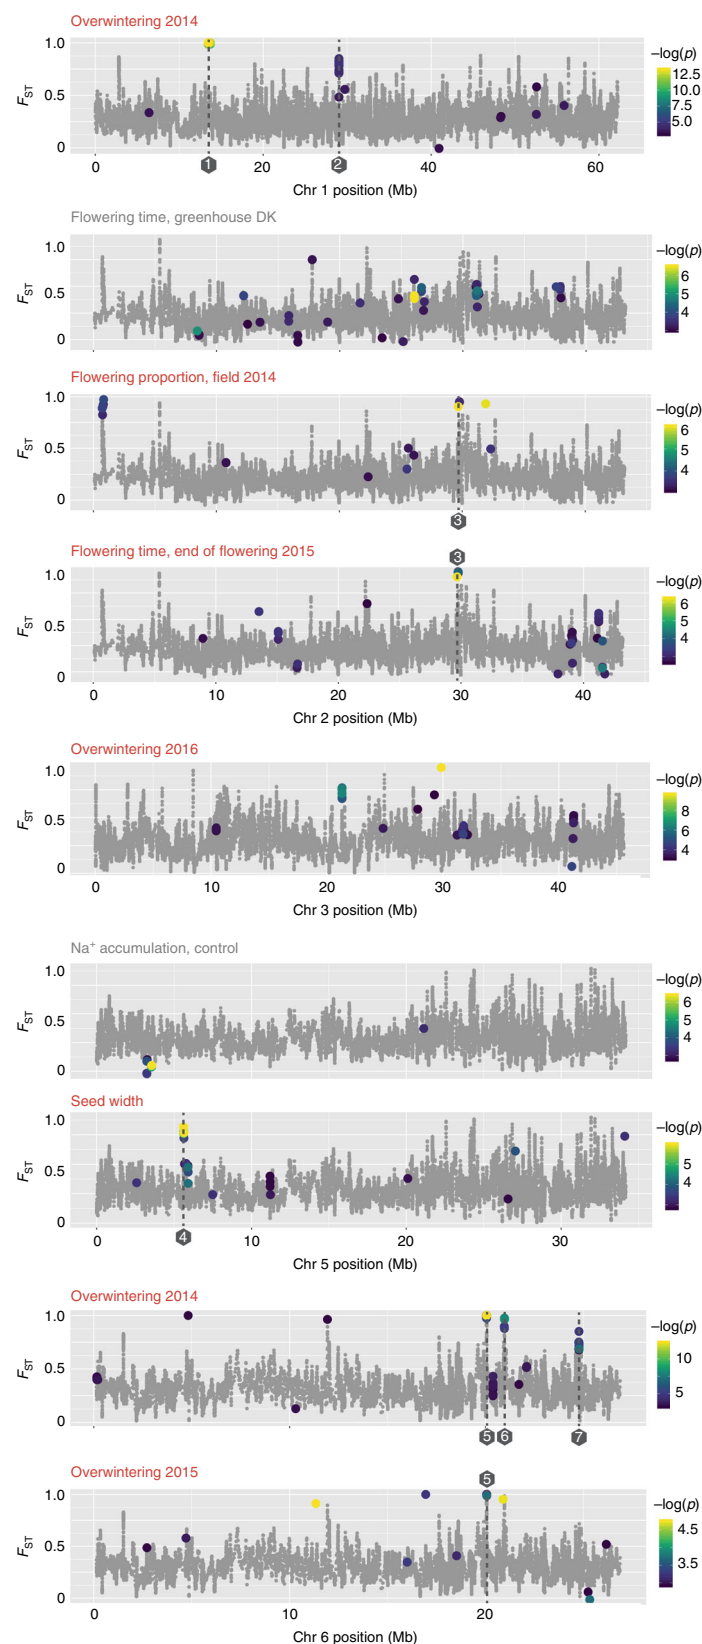 Overwintering 2014
1.0
0.5
0
F_ST
−log(p)
12.5
10.0
7.5
5.0
1 2
0 20 40 60
Chr 1 position (Mb)
Flowering time, greenhouse DK
1.0
0.5
0
F_ST
−log(p)
6
5
4
Flowering proportion, field 2014
1.0
0.5
0
F_ST
−log(p)
6
5
4
3
3
Flowering time, end of flowering 2015
1.0
0.5
0
F_ST
−log(p)
6
5
4
3
0 10 20 30 40
Chr 2 position (Mb)
Overwintering 2016
1.0
0.5
0
F_ST
−log(p)
8
6
4
0 10 20 30 40
Chr 3 position (Mb)
Na⁺ accumulation, control
1.0
0.5
0
F_ST
−log(p)
6
5
4
3
Seed width
1.0
0.5
0
F_ST
−log(p)
5
4
3
4
0 10 20 30
Chr 5 position (Mb)
Overwintering 2014
1.0
0.5
0
F_ST
−log(p)
10
5
5 6 7
5
Overwintering 2015
1.0
0.5
0
F_ST
−log(p)
4.5
3.5
0 10 20
Chr 6 position (Mb)